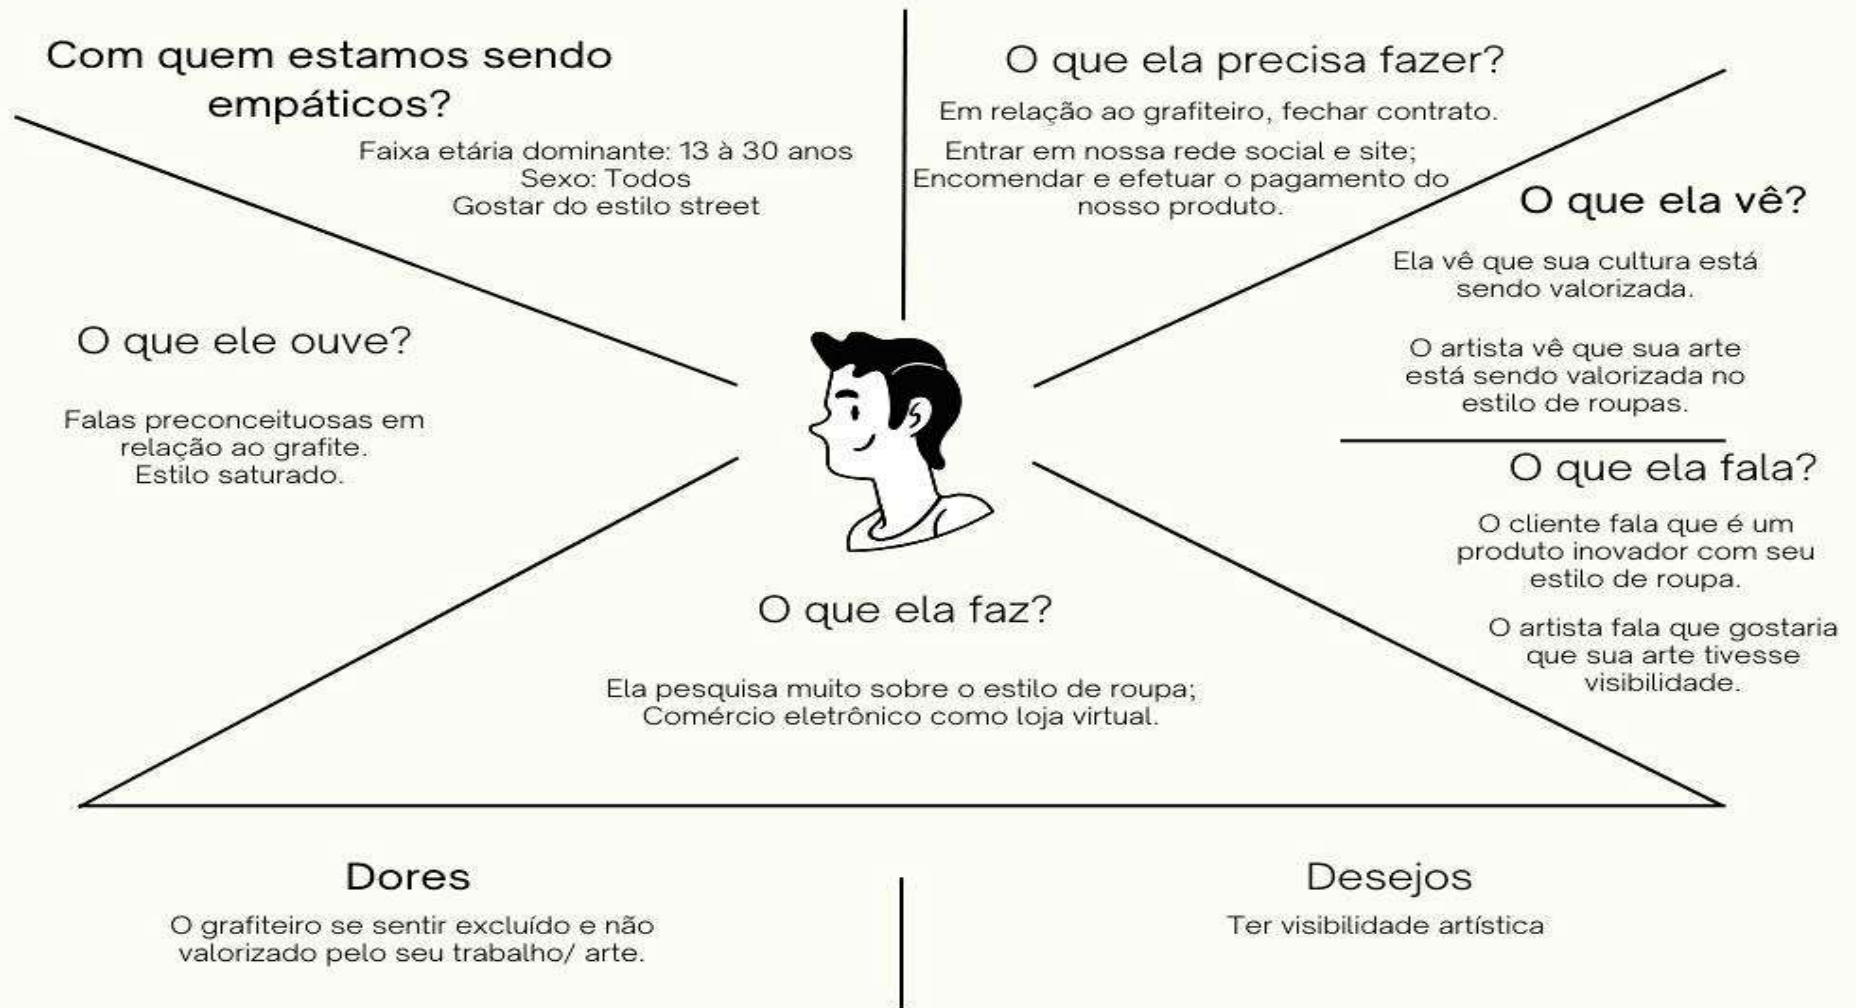 Com quem estamos sendo
empáticos?
Faixa etária dominante: 13 à 30 anos
Sexo: Todos
Gostar do estilo street
O que ela precisa fazer?
Em relação ao grafiteiro, fechar contrato.
Entrar em nossa rede social e site;
Encomendar e efetuar o pagamento do
nosso produto.
O que ela vê?
Ela vê que sua cultura está
sendo valorizada.
O artista vê que sua arte
está sendo valorizada no
estilo de roupas.
O que ele ouve?
Falas preconceituosas em
relação ao grafite.
Estilo saturado.
O que ela fala?
O cliente fala que é um
produto inovador com seu
estilo de roupa.
O artista fala que gostaria
que sua arte tivesse
visibilidade.
O que ela faz?
Ela pesquisa muito sobre o estilo de roupa;
Comércio eletrônico como loja virtual.
Dores
O grafiteiro se sentir excluído e não
valorizado pelo seu trabalho/ arte.
Desejos
Ter visibilidade artística